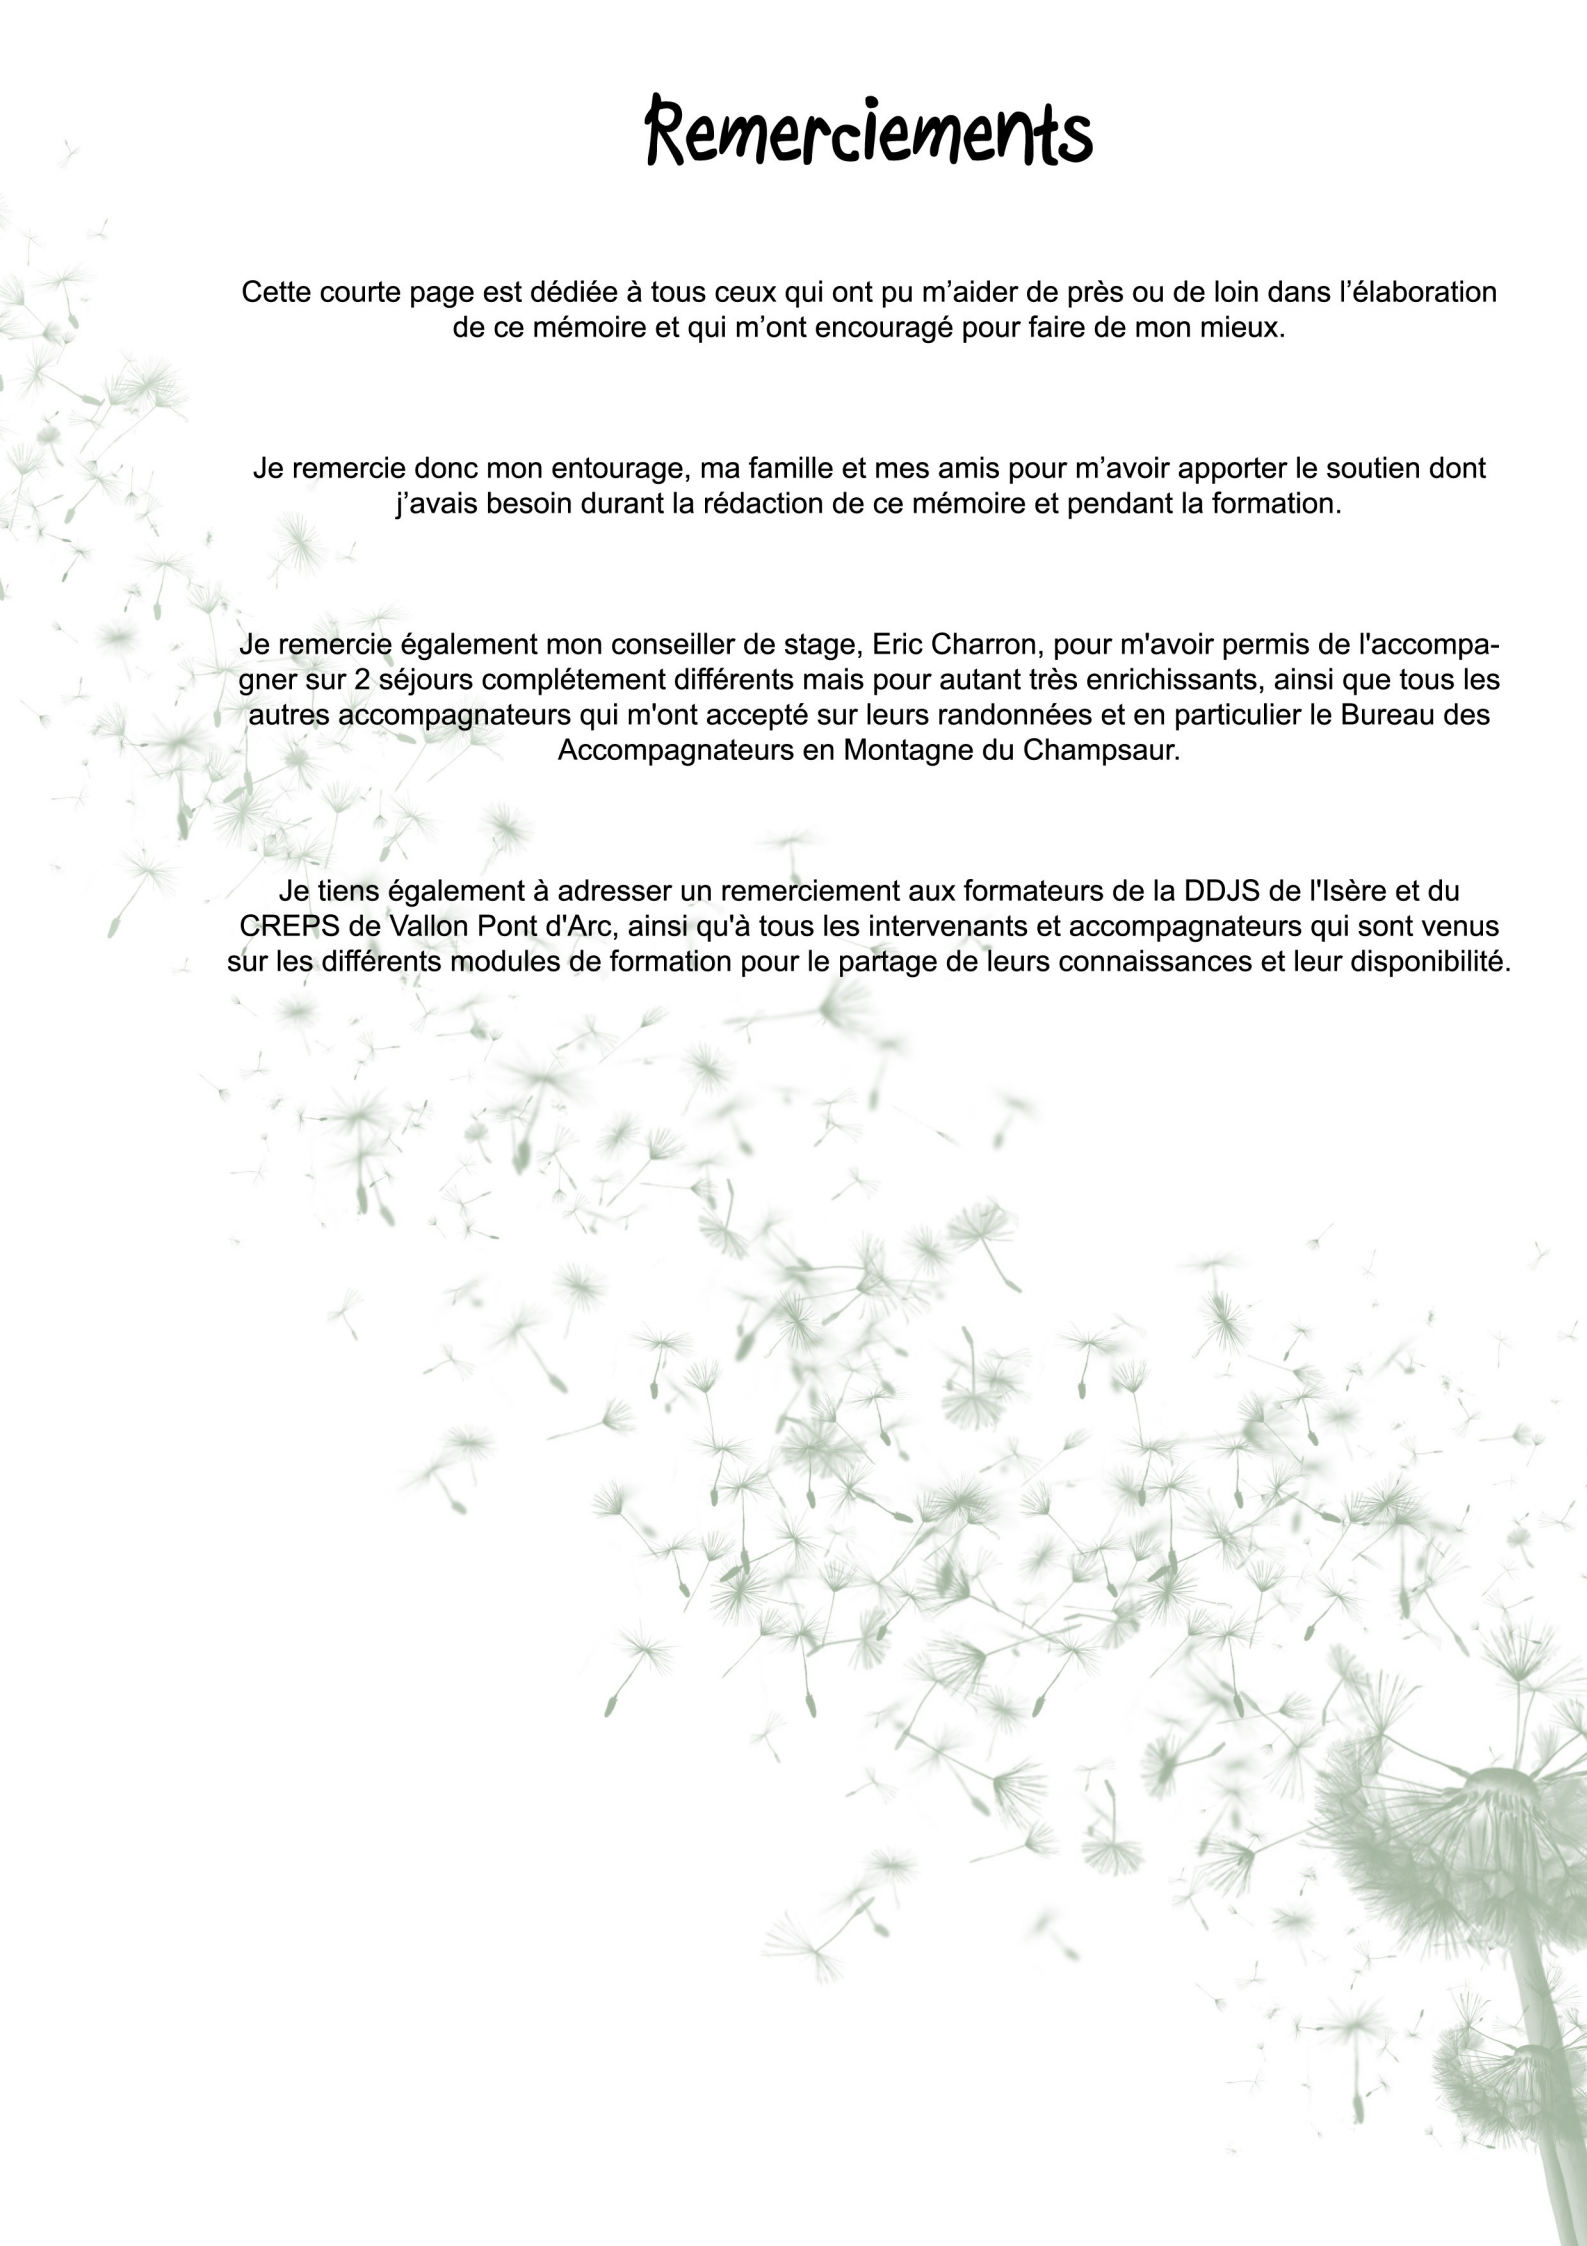 Remerciements
Cette courte page est dédiée à tous ceux qui ont pu m’aider de près ou de loin dans l’élaboration
de ce mémoire et qui m’ont encouragé pour faire de mon mieux.
Je remercie donc mon entourage, ma famille et mes amis pour m’avoir apporter le soutien dont
j’avais besoin durant la rédaction de ce mémoire et pendant la formation.
Je remercie également mon conseiller de stage, Eric Charron, pour m'avoir permis de l'accompa-
gner sur 2 séjours complétement différents mais pour autant très enrichissants, ainsi que tous les
autres accompagnateurs qui m'ont accepté sur leurs randonnées et en particulier le Bureau des
Accompagnateurs en Montagne du Champsaur.
Je tiens également à adresser un remerciement aux formateurs de la DDJS de l'Isère et du
CREPS de Vallon Pont d'Arc, ainsi qu'à tous les intervenants et accompagnateurs qui sont venus
sur les différents modules de formation pour le partage de leurs connaissances et leur disponibilité.